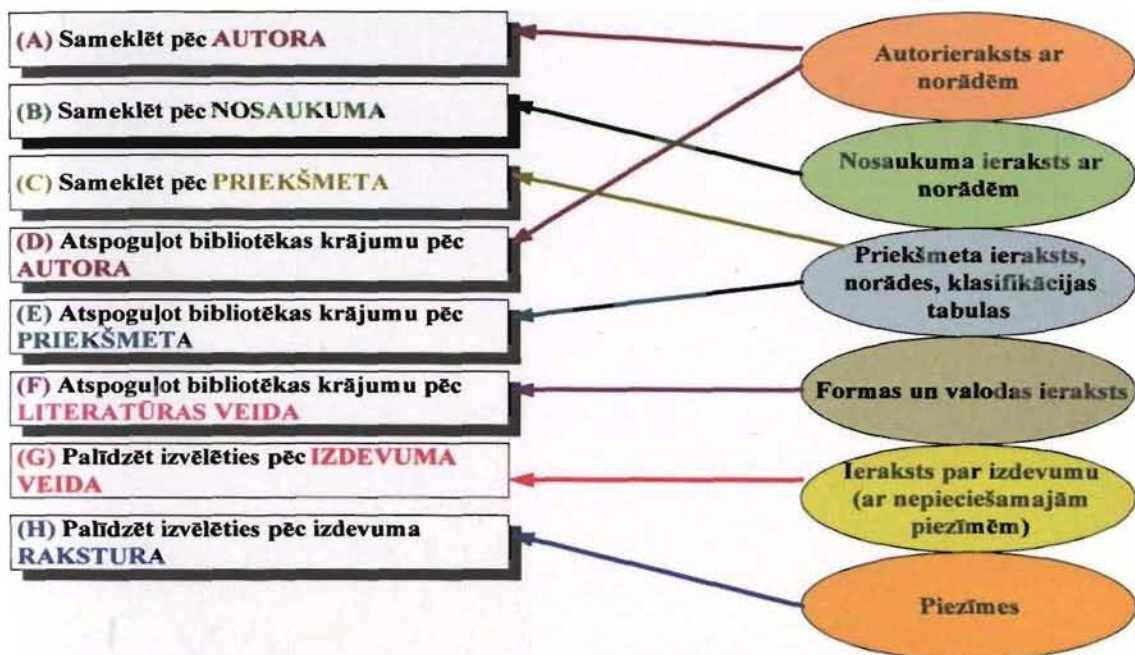 (A) Sameklēt pēc AUTORA
(B) Sameklēt pēc NOSAUKUMA
(C) Sameklēt pēc PRIEKŠMETA
(D) Atspoguļot bibliotēkas krājumu pēc
AUTORA
(E) Atspoguļot bibliotēkas krājumu pēc
PRIEKŠMETA
(F) Atspoguļot bibliotēkas krājumu pēc
LITERATŪRAS VEIDA
(G) Palīdzēt izvēlēties pēc IZDEVUMA
VEIDA
(H) Palīdzēt izvēlēties pēc izdevuma
RAKSTURA
Autorieraksts ar
norādēm
Nosaukuma ieraksts ar
norādēm
Priekšmeta ieraksts,
norādes, klasifikācijas
tabulas
Formas un valodas ieraksts
Ieraksts par izdevumu
(ar nepieciešamajām
piezīmēm)
Piezīmes